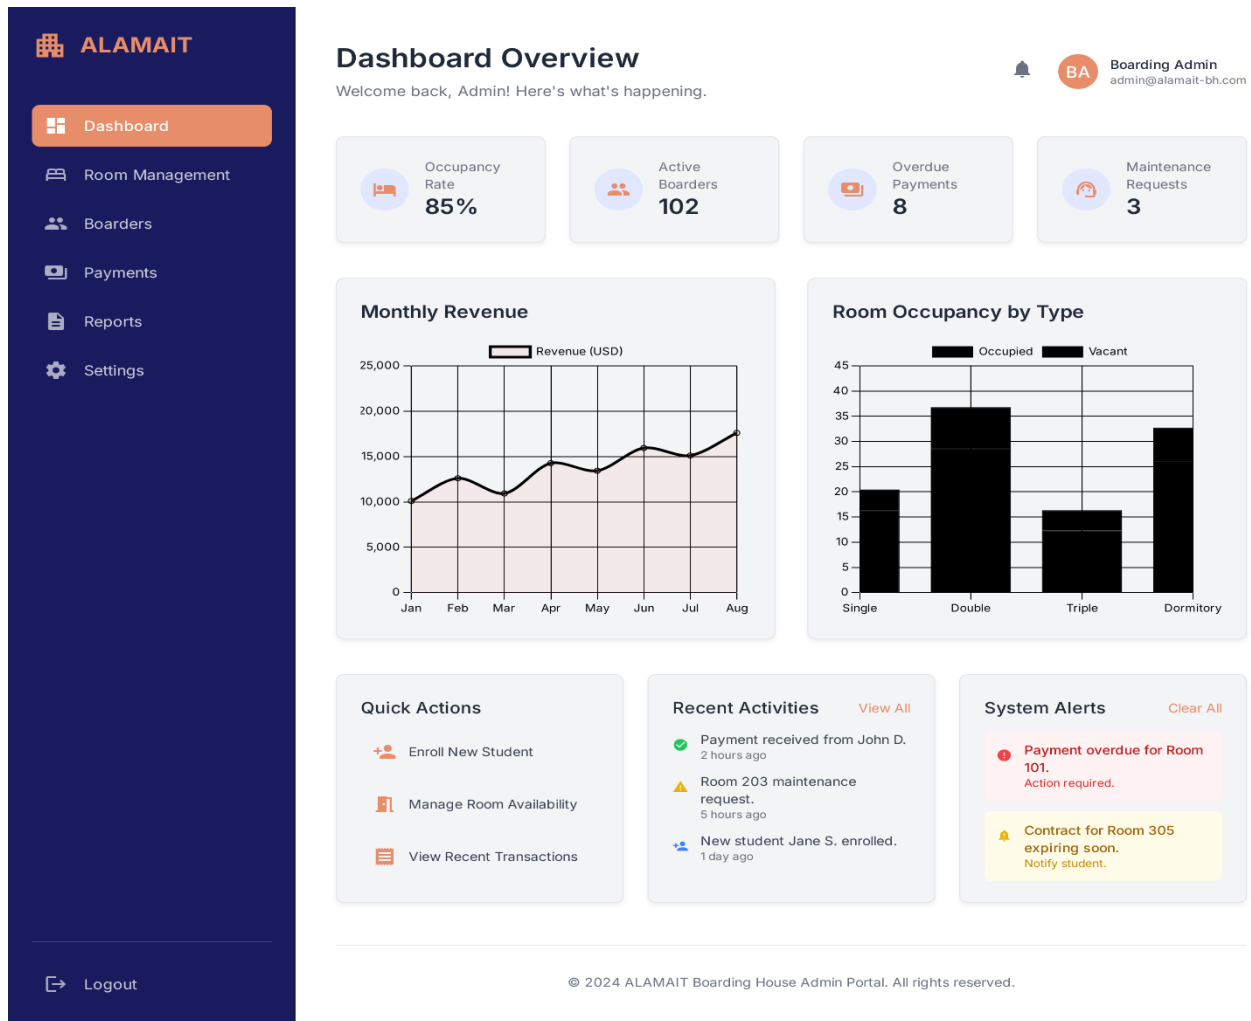 ALAMAIT
Dashboard
Room Management
Boarders
Payments
Reports
Settings
Logout
Dashboard Overview
Welcome back, Admin! Here's what's happening.
BA
Boarding Admin
admin@alamait-bh.com
Occupancy
Rate
85%
Active
Boarders
102
Overdue
Payments
8
Maintenance
Requests
3
Monthly Revenue
Revenue (USD)
25,000
20,000
15,000
10,000
5,000
0
Jan Feb Mar Apr May Jun Jul Aug
Room Occupancy by Type
Occupied Vacant
45
40
35
30
25
20
15
10
5
0
Single Double Triple Dormitory
Quick Actions
Enroll New Student
Manage Room Availability
View Recent Transactions
Recent Activities View All
Payment received from John D.
2 hours ago
Room 203 maintenance
request.
5 hours ago
New student Jane S. enrolled.
1 day ago
System Alerts Clear All
Payment overdue for Room
101.
Action required.
Contract for Room 305
expiring soon.
Notify student.
© 2024 ALAMAIT Boarding House Admin Portal. All rights reserved.